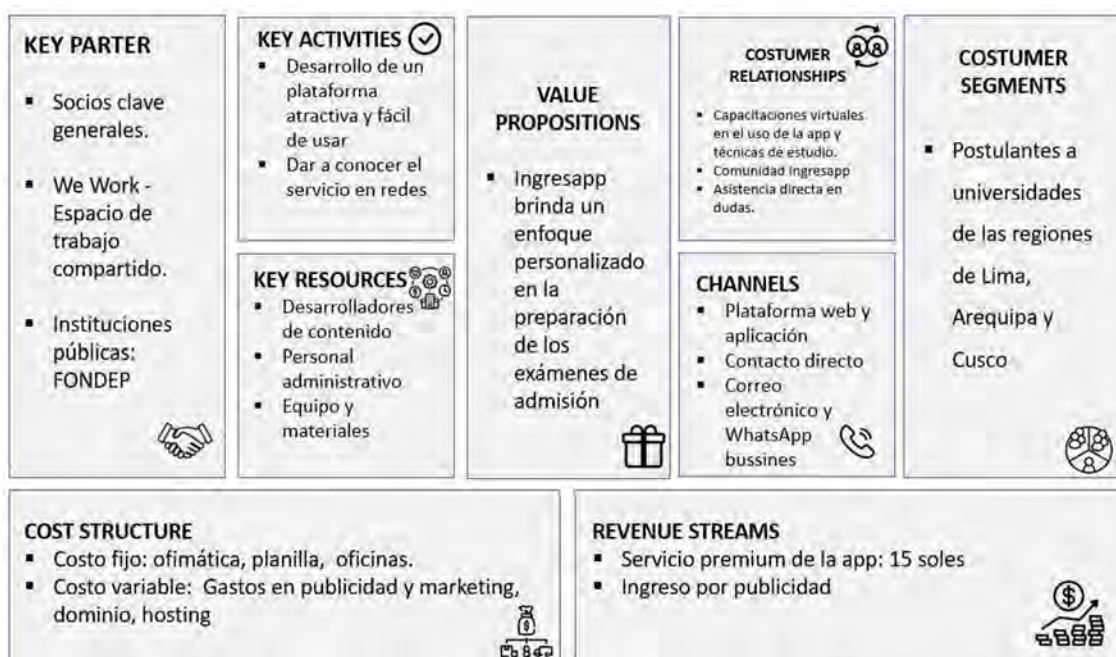 KEY PARTER
Socios clave
generales.
We Work -
Espacio de
trabajo
compartido.
Instituciones
públicas:
FONDEP
KEY ACTIVITIES
Desarrollo de un
plataforma
atractiva y fácil
de usar
Dar a conocer el
servicio en redes
KEY RESOURCES
Desarrolladores
de contenido
Personal
administrativo
Equipo y
materiales
VALUE
PROPOSITIONS
Ingresapp
brinda un
enfoque
personalizado
en la
preparación
de los
exámenes de
admisión
COSTUMER
RELATIONSHIPS
Capacitaciones virtuales
en el uso de la app y
técnicas de estudio.
Comunidad Ingresapp
Asistencia directa en
dudas.
CHANNELS
Plataforma web y
aplicación
Contacto directo
Correo
electrónico y
WhatsApp
bussines
COSTUMER
SEGMENTS
Postulantes a
universidades
de las regiones
de Lima,
Arequipa y
Cusco
COST STRUCTURE
Costo fijo: ofimática, planilla, oficinas.
Costo variable: Gastos en publicidad y marketing,
dominio, hosting
REVENUE STREAMS
Servicio premium de la app: 15 soles
Ingreso por publicidad